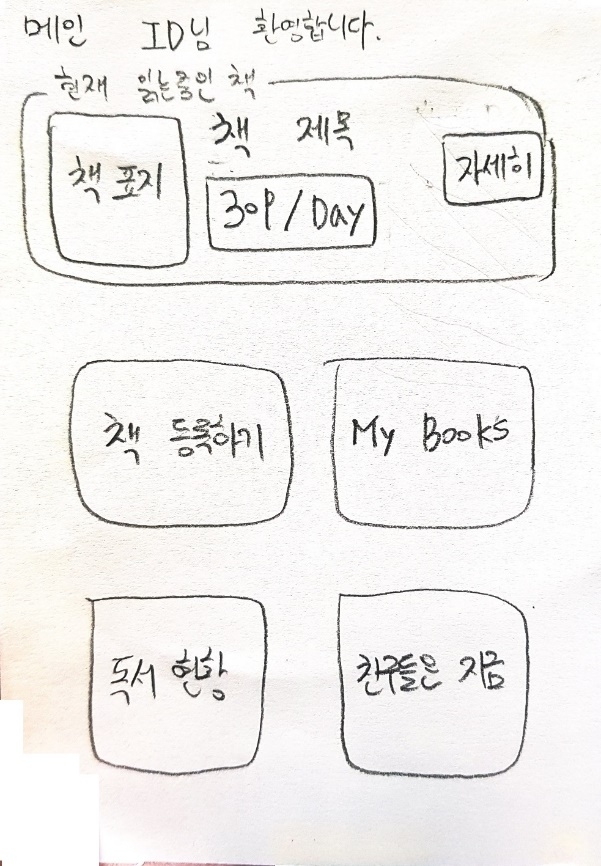 메인 ID님 환영합니다.
현재 읽는중인 책
책 표지
책 제목
30P/Day
자세히
책 등록하기
My Books
독서 현황
친구들은 지금